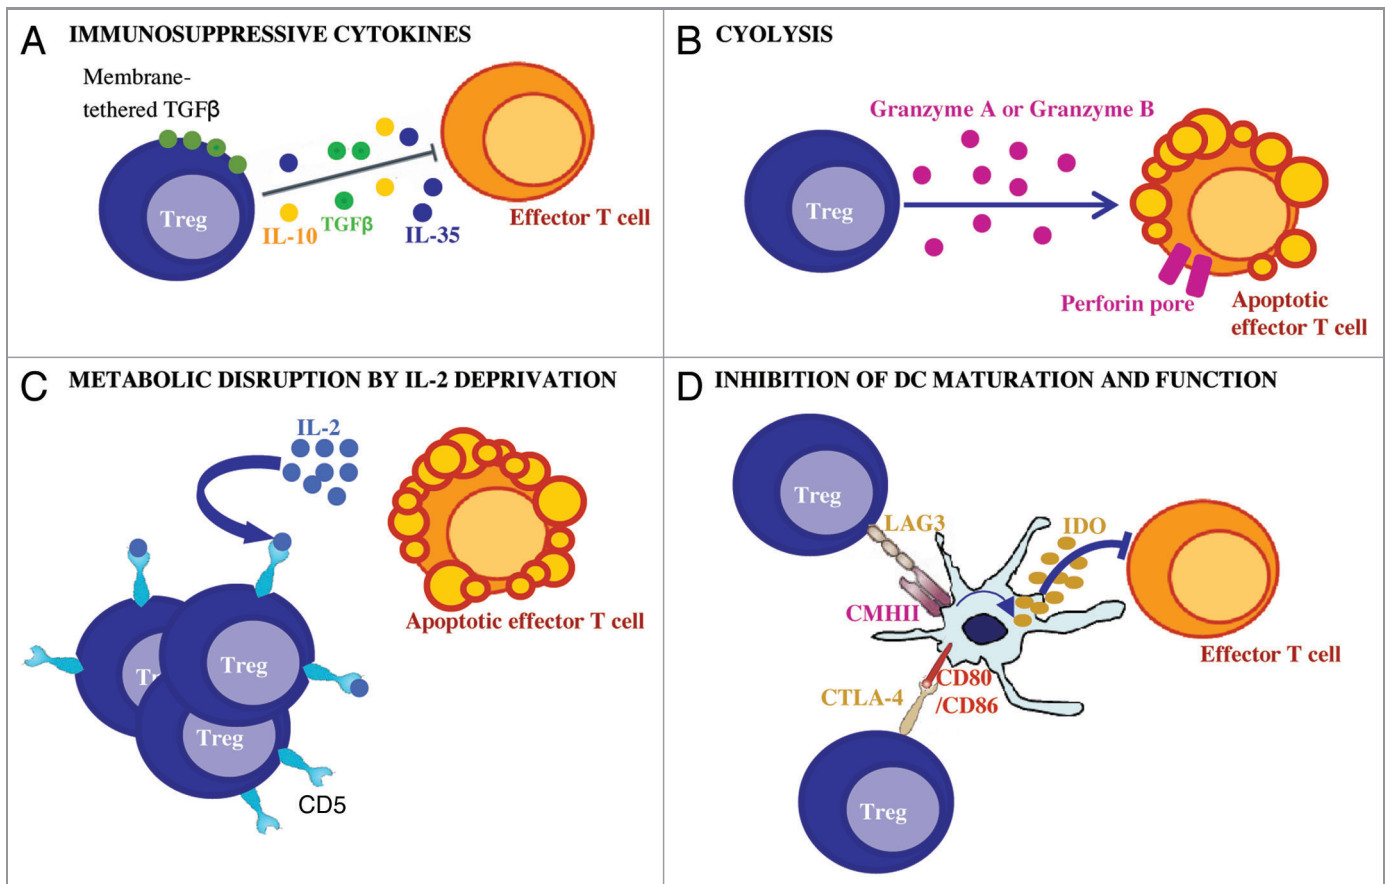 A IMMUNOSUPPRESSIVE CYTOKINES
Membrane-
tethered TGFβ
Treg
IL-10
TGFβ
IL-35
Effector T cell
B CYOLYSIS
Granzyme A or Granzyme B
Treg
Perforin pore
Apoptotic
effector T cell
C METABOLIC DISRUPTION BY IL-2 DEPRIVATION
IL-2
Apoptotic effector T cell
Tr
Treg
Treg
CD5
D INHIBITION OF DC MATURATION AND FUNCTION
Treg
LAG3
IDO
CMHII
CTLA-4
CD80
/CD86
Effector T cell
Treg